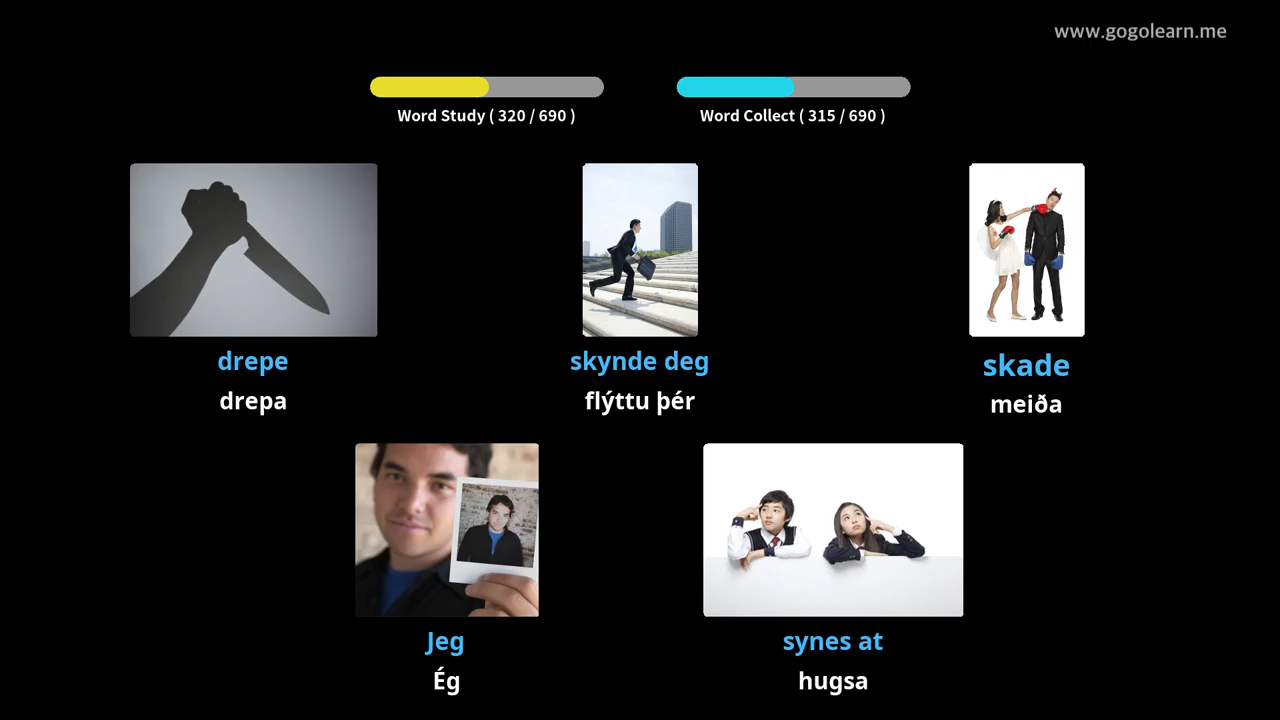 www.gogolearn.me
Word Study ( 320 / 690 )
Word Collect ( 315 / 690 )
drepe
drepa
skynde deg
flýttu þér
skade
meiða
Jeg
Ég
synes at
hugsa